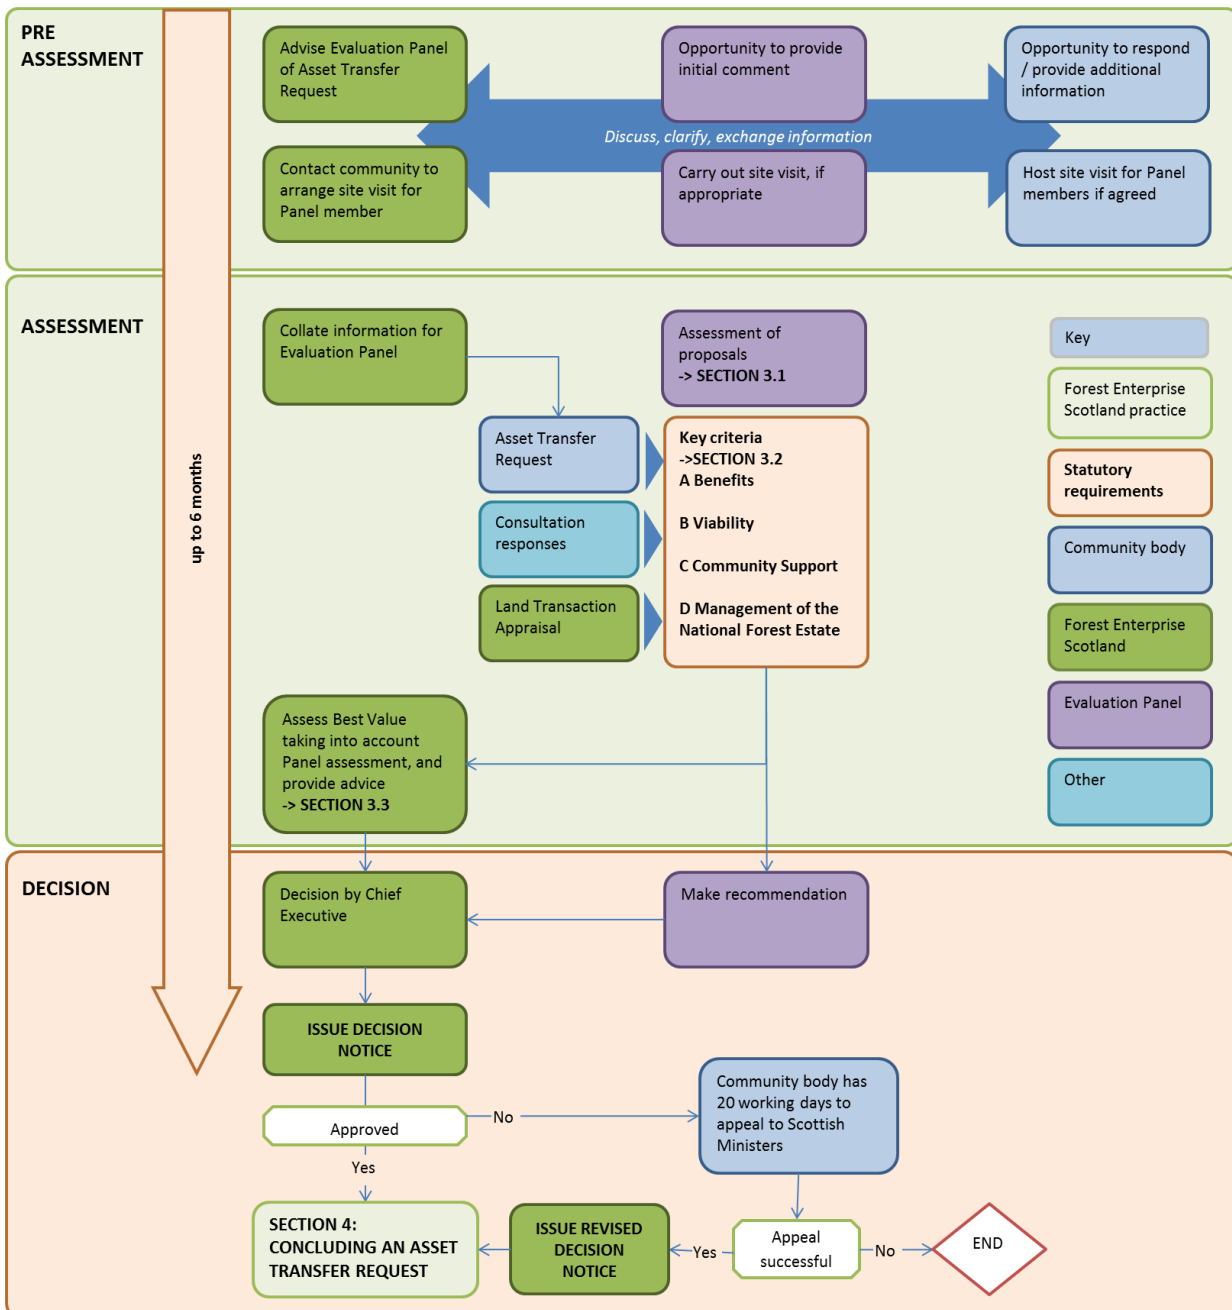 PRE
ASSESSMENT
Advise Evaluation Panel
of Asset Transfer
Request
Opportunity to provide
initial comment
Opportunity to respond
/ provide additional
information
Discuss, clarify, exchange information
Contact community to
arrange site visit for
Panel member
Carry out site visit, if
appropriate
Host site visit for Panel
members if agreed
up to 6 months
ASSESSMENT
Collate information for
Evaluation Panel
Assessment of
proposals
-> SECTION 3.1
Asset Transfer
Request
Consultation
responses
Land Transaction
Appraisal
Key criteria
->SECTION 3.2
A Benefits
B Viability
C Community Support
D Management of the
National Forest Estate
Key
Forest Enterprise
Scotland practice
Statutory
requirements
Community body
Forest Enterprise
Scotland
Evaluation Panel
Other
Assess Best Value
taking into account
Panel assessment, and
provide advice
-> SECTION 3.3
DECISION
Decision by Chief
Executive
Make recommendation
ISSUE DECISION
NOTICE
Approved
No
Community body has
20 working days to
appeal to Scottish
Ministers
Yes
SECTION 4:
CONCLUDING AN ASSET
TRANSFER REQUEST
ISSUE REVISED
DECISION
NOTICE
Yes
Appeal
successful
No
END